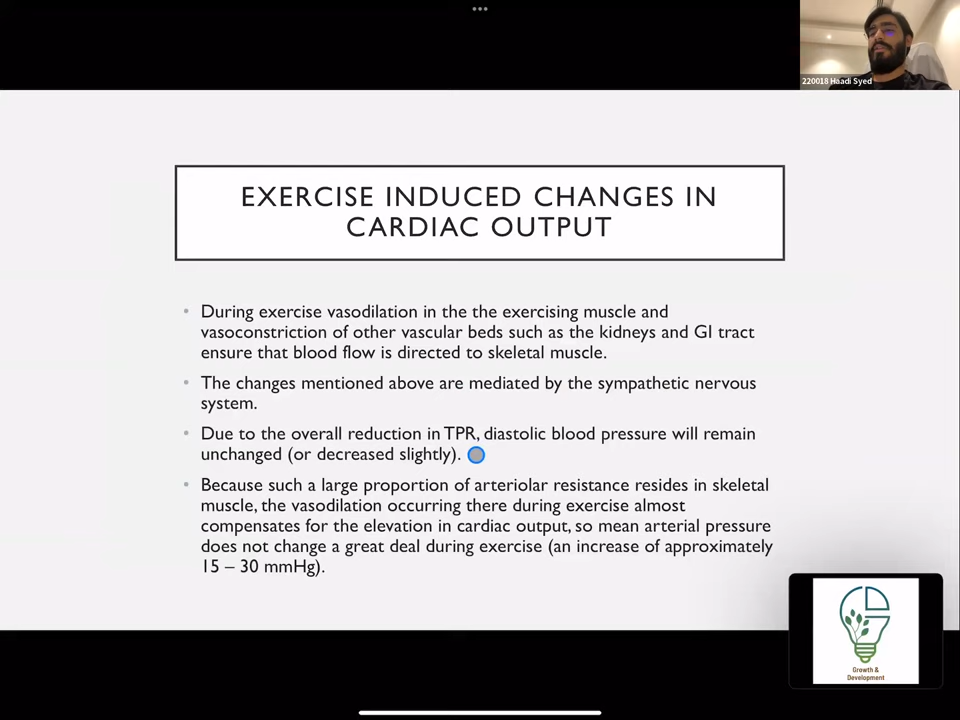 220018 Haadi Syed
EXERCISE INDUCED CHANGES IN
CARDIAC OUTPUT
• During exercise vasodilation in the the exercising muscle and
vasoconstriction of other vascular beds such as the kidneys and GI tract
ensure that blood flow is directed to skeletal muscle.
• The changes mentioned above are mediated by the sympathetic nervous
system.
• Due to the overall reduction in TPR, diastolic blood pressure will remain
unchanged (or decreased slightly).
• Because such a large proportion of arteriolar resistance resides in skeletal
muscle, the vasodilation occurring there during exercise almost
compensates for the elevation in cardiac output, so mean arterial pressure
does not change a great deal during exercise (an increase of approximately
15 – 30 mmHg).
Growth &
Development